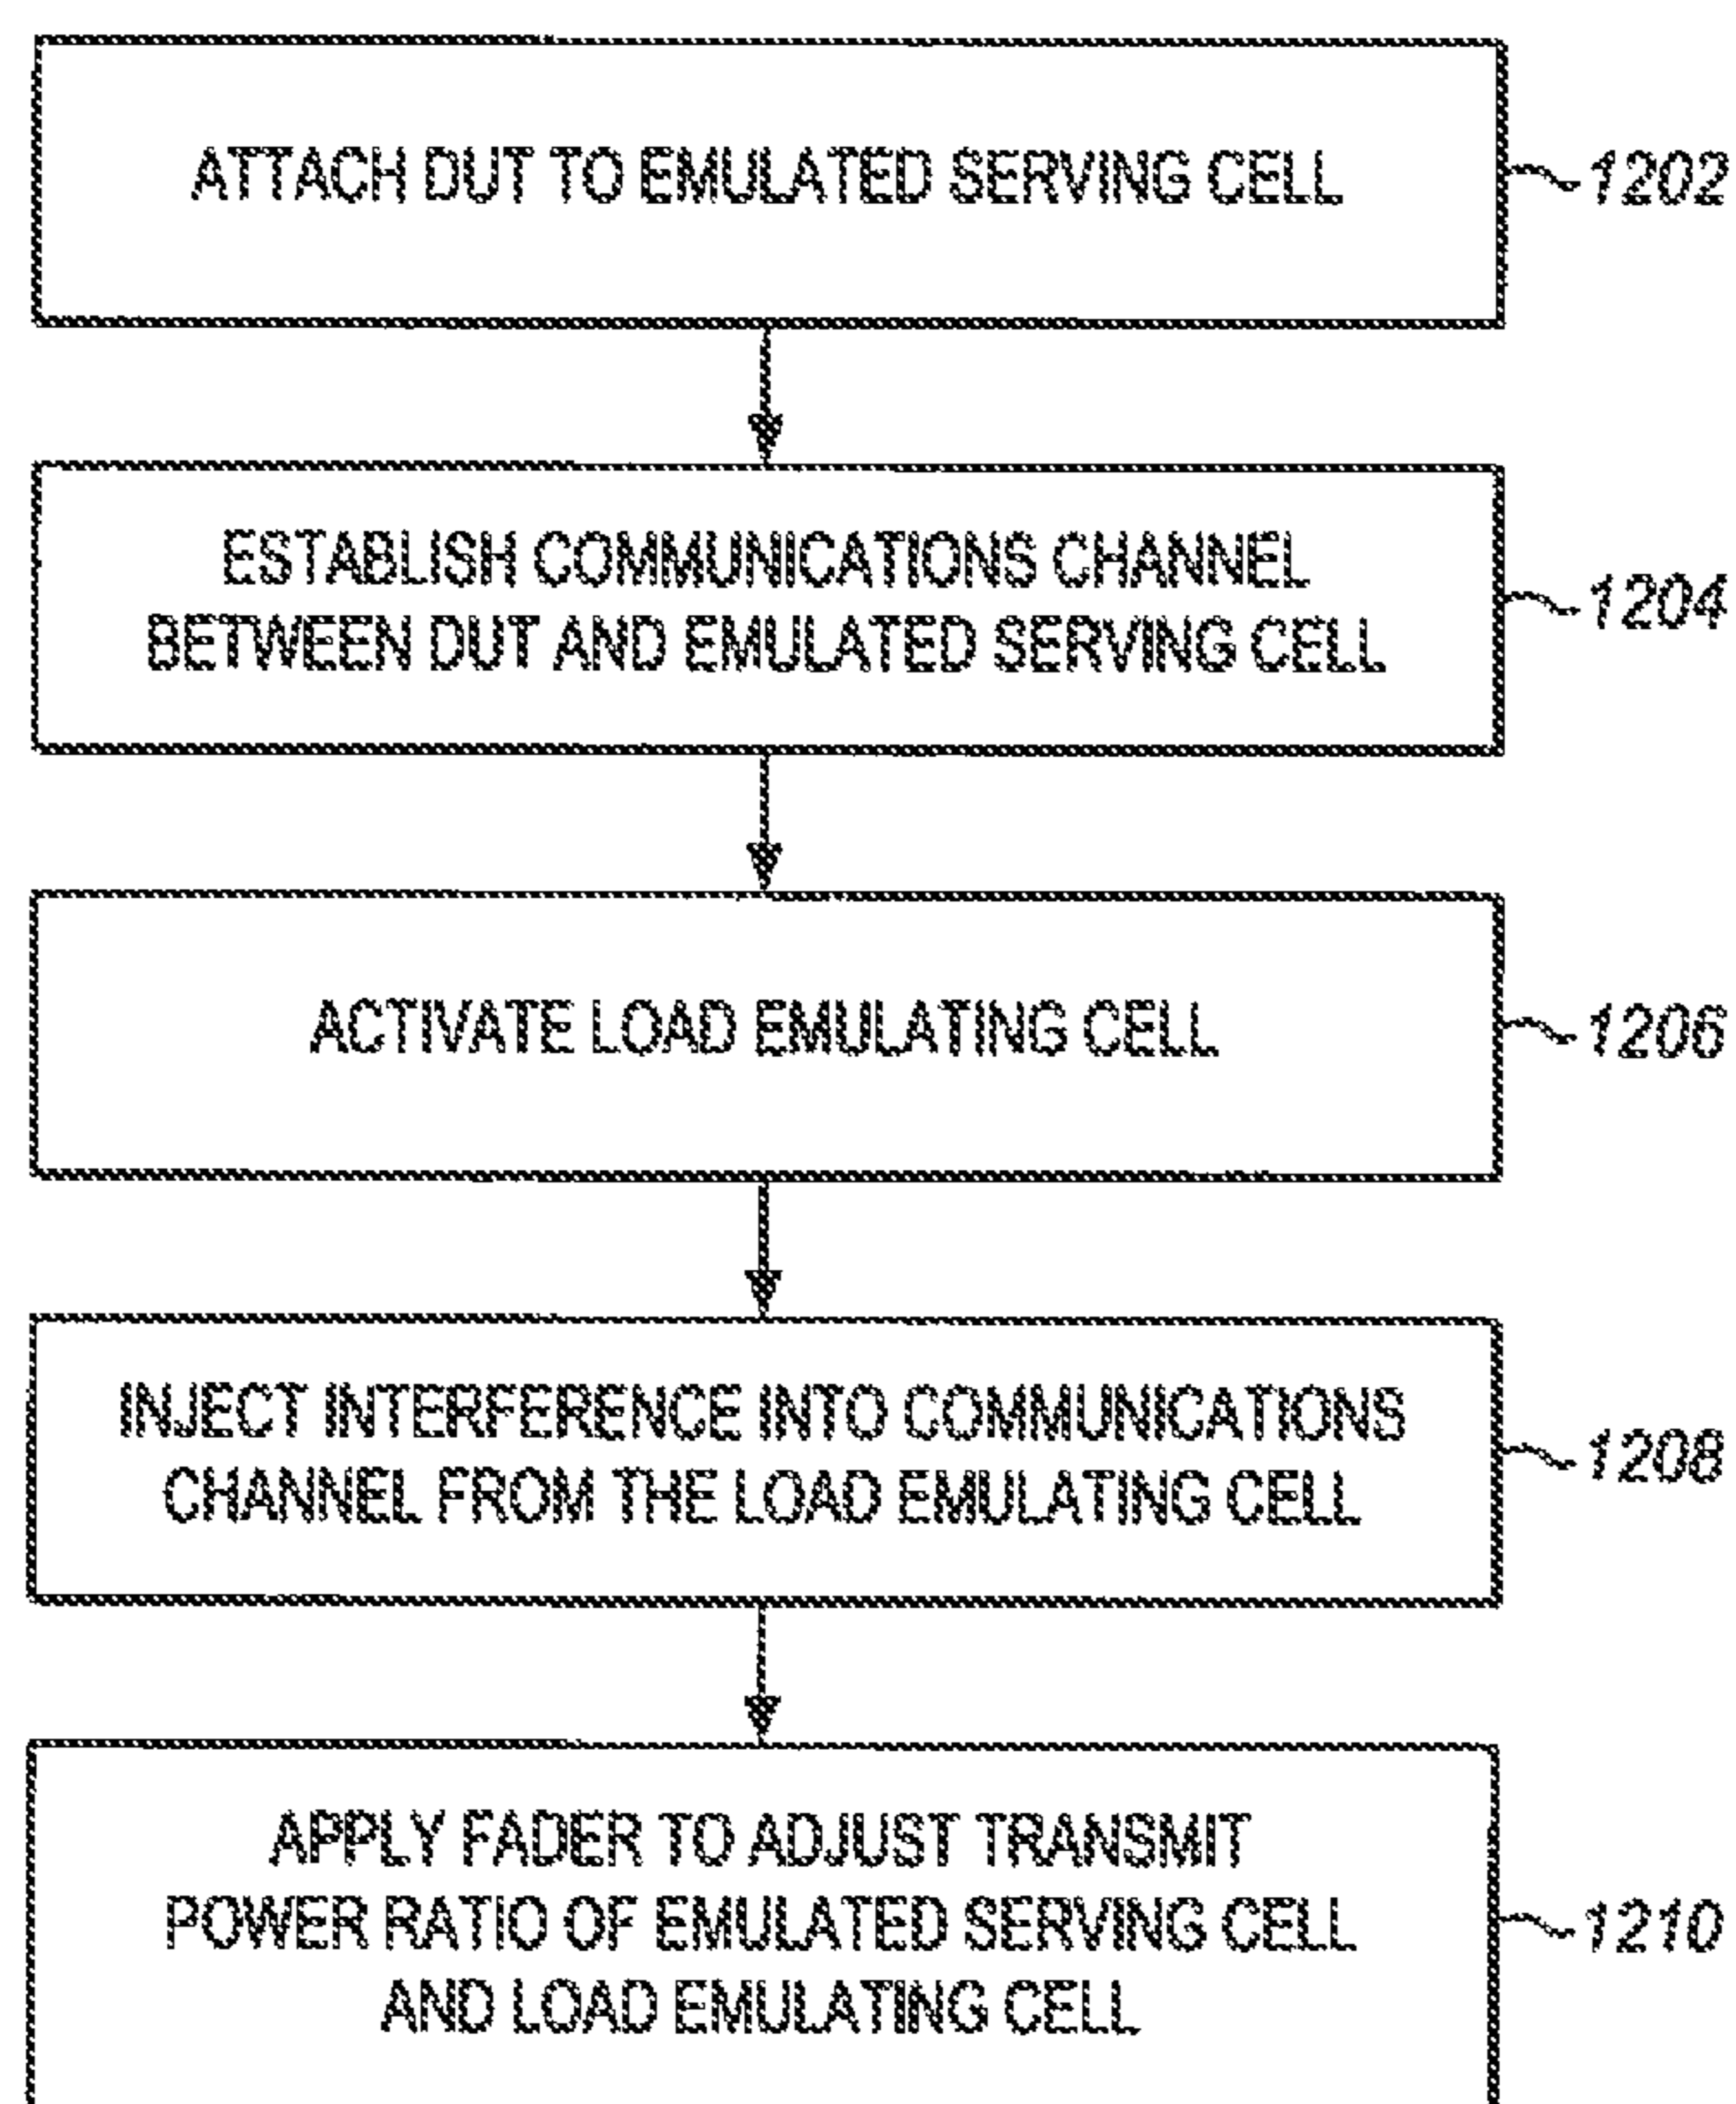 ATTACH DUT TO EMULATED SERVING CELL
1202
ESTABLISH COMMUNICATIONS CHANNEL
BETWEEN DUT AND EMULATED SERVING CELL
1204
ACTIVATE LOAD EMULATING CELL
1206
INJECT INTERFERENCE INTO COMMUNICATIONS
CHANNEL FROM THE LOAD EMULATING CELL
1208
APPLY FADER TO ADJUST TRANSMIT
POWER RATIO OF EMULATED SERVING CELL
AND LOAD EMULATING CELL
1210